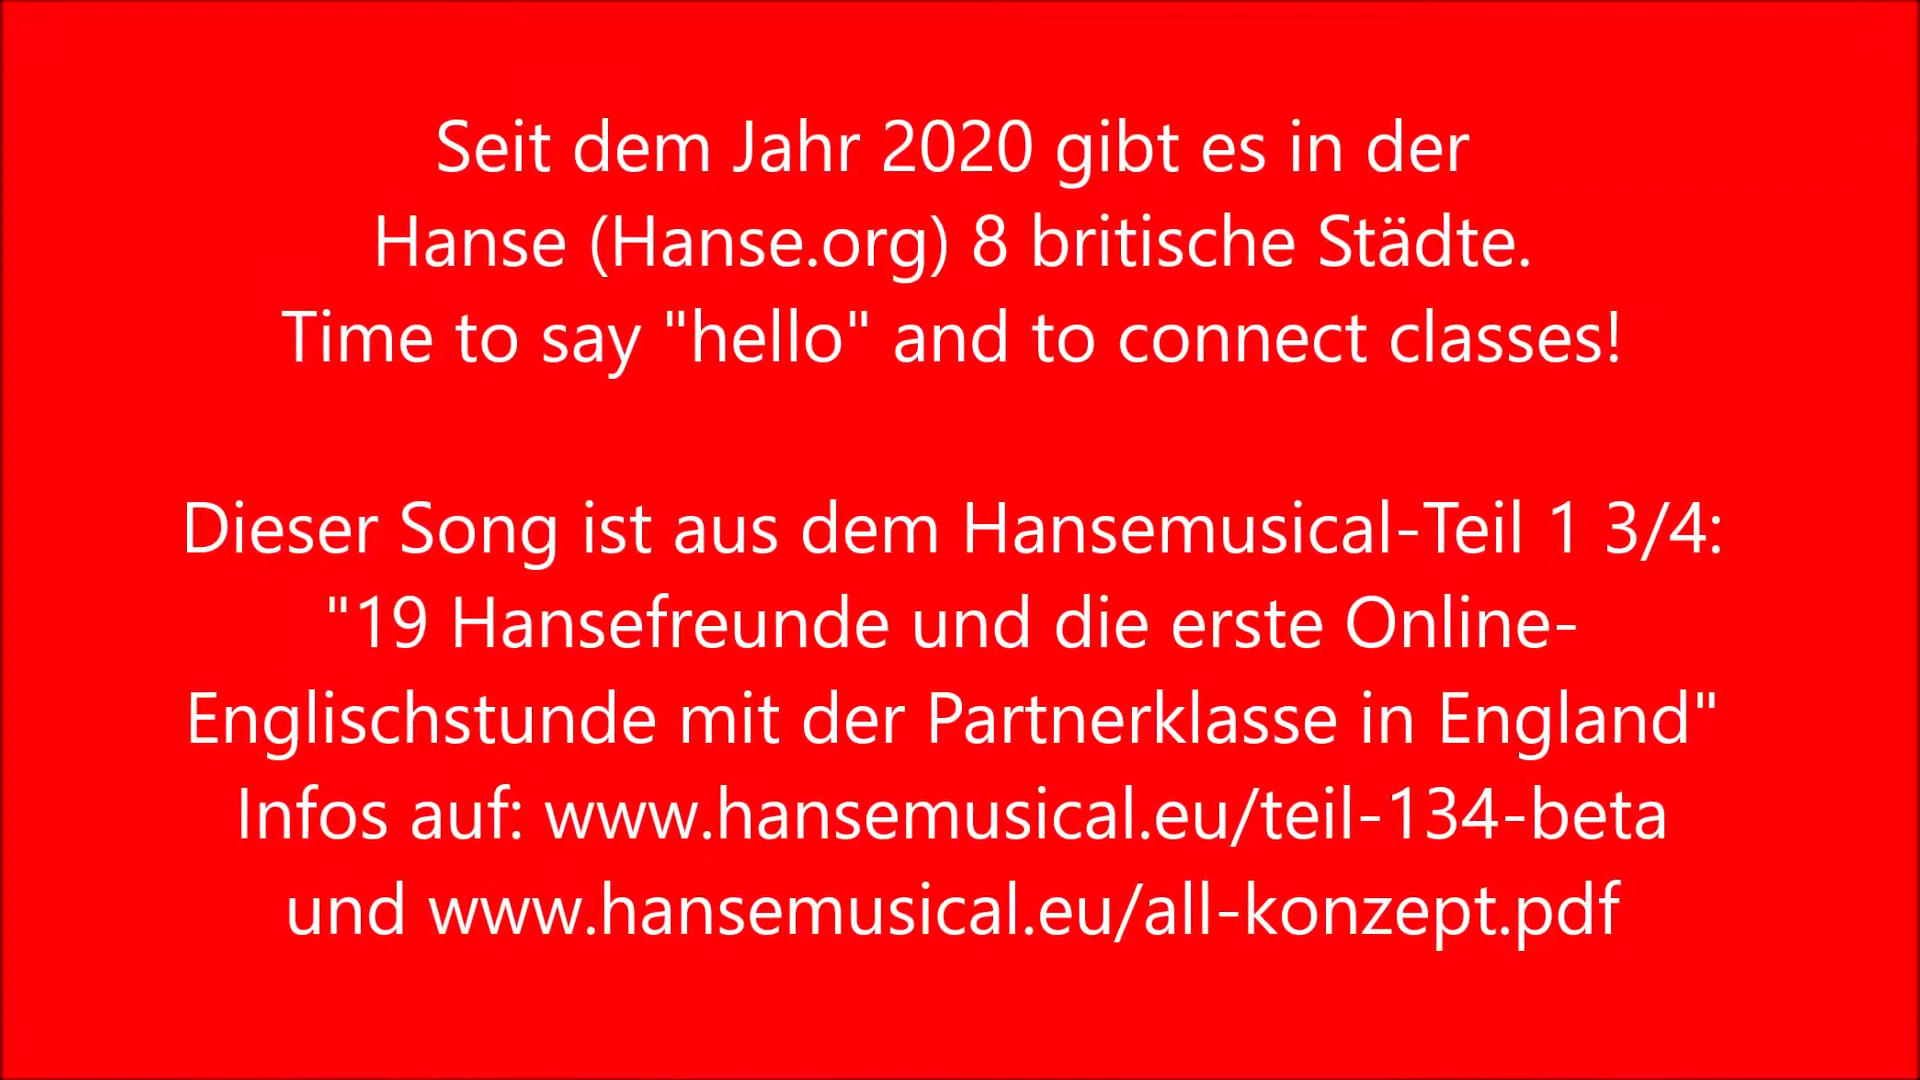 Seit dem Jahr 2020 gibt es in der
Hanse (Hanse.org) 8 britische Städte.
Time to say "hello" and to connect classes!
Dieser Song ist aus dem Hansemusical-Teil 1 3/4:
"19 Hansefreunde und die erste Online-
Englischstunde mit der Partnerklasse in England"
Infos auf: www.hansemusical.eu/teil-134-beta
und www.hansemusical.eu/all-konzept.pdf